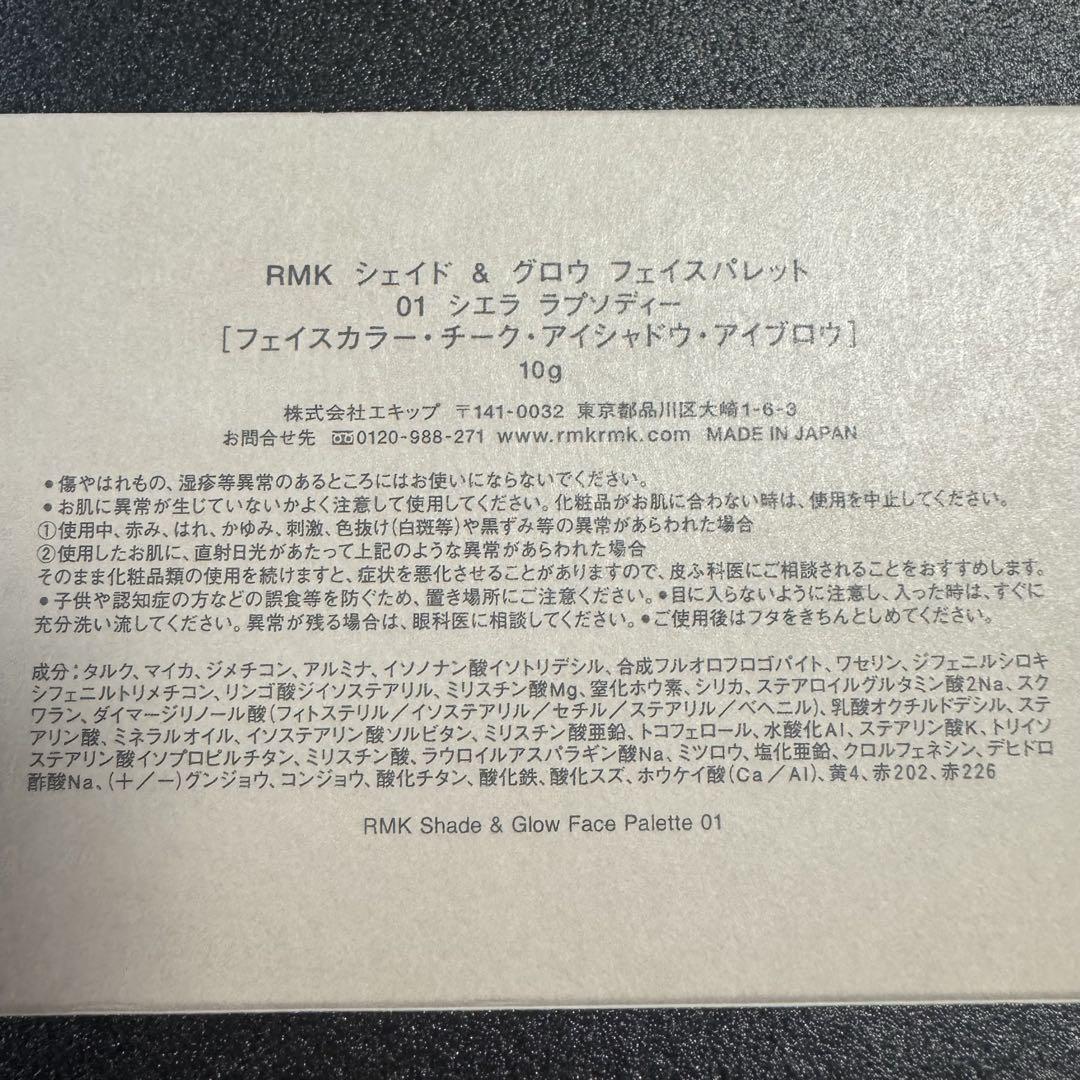 RMK シェイド & グロウ フェイスパレット
01 シエラ ラプソディー
[フェイスカラー・チーク・アイシャドウ・アイブロウ]
10g
株式会社エキップ 〒141-0032 東京都品川区大崎1-6-3
お問合せ先 0120-988-271 www.rmkrmk.com MADE IN JAPAN
●傷やはれもの、湿疹等異常のあるところにはお使いにならないでください。
●お肌に異常が生じていないかよく注意して使用してください。化粧品がお肌に合わない時は、使用を中止してください。
①使用中、赤み、はれ、かゆみ、刺激、色抜け(白斑等)や黒ずみ等の異常があらわれた場合
②使用したお肌に、直射日光があたって上記のような異常があらわれた場合
そのまま化粧品類の使用を続けますと、症状を悪化させることがありますので、皮ふ科医にご相談されることをおすすめします。
●子供や認知症の方などの誤食等を防ぐため、置き場所にご注意ください。●目に入らないように注意し、入った時は、すぐに
充分洗い流してください。異常が残る場合は、眼科医に相談してください。●ご使用後はフタをきちんとしめてください。
成分;タルク、マイカ、ジメチコン、アルミナ、イソノナン酸イソトリデシル、合成フルオロフロゴパイト、ワセリン、ジフェニルシロキ
シフェニルトリメチコン、リンゴ酸ジイソステアリル、ミリスチン酸Mg、窒化ホウ素、シリカ、ステアロイルグルタミン酸2Na、スク
ワラン、ダイマージリノール酸(フィトステリル/イソステアリル/セチル/ステアリル/ベヘニル)、乳酸オクチルドデシル、ステ
アリン酸、ミネラルオイル、イソステアリン酸ソルビタン、ミリスチン酸亜鉛、トコフェロール、水酸化Al、ステアリン酸K、トリイソ
ステアリン酸イソプロピルチタン、ミリスチン酸、ラウロイルアスパラギン酸Na、ミツロウ、塩化亜鉛、クロルフェネシン、デヒドロ
酢酸Na、(+/-)グンジョウ、コンジョウ、酸化チタン、酸化鉄、酸化スズ、ホウケイ酸(Ca/Al)、黄4、赤202、赤226
RMK Shade & Glow Face Palette 01